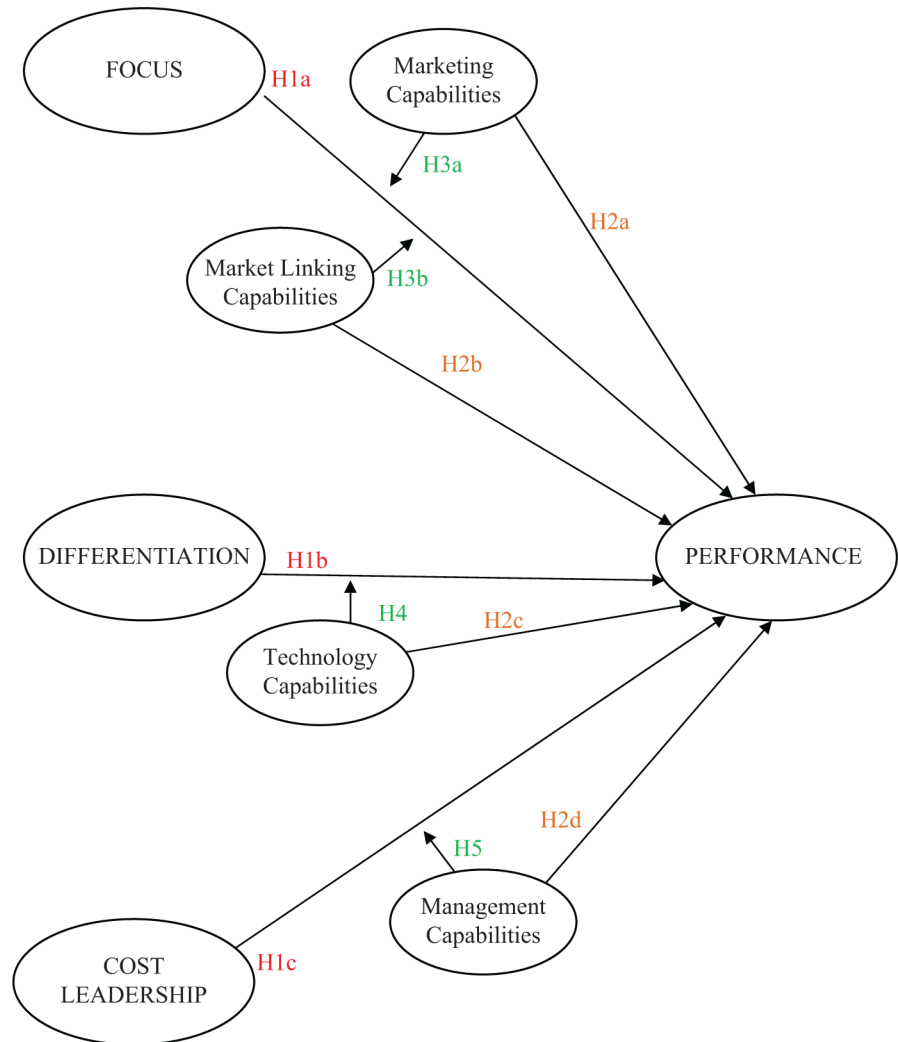 FOCUS
H1a
Marketing
Capabilities
H3a
H2a
Market Linking
Capabilities
H3b
H2b
DIFFERENTIATION
H1b
PERFORMANCE
H4
H2c
Technology
Capabilities
H2d
H5
Management
Capabilities
H1c
COST
LEADERSHIP